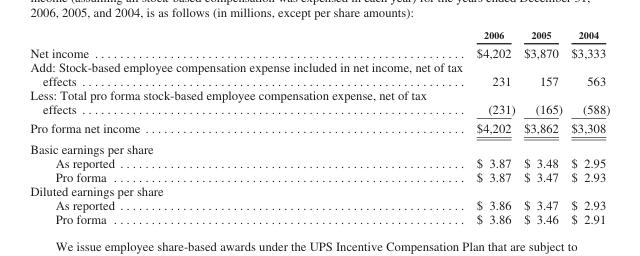 income (assuming all stock-based compensation was expensed in each year) for the years ended December 31,
2006, 2005, and 2004, is as follows (in millions, except per share amounts):
2006 2005 2004
Net income $4,202 $3,870 $3,333
Add: Stock-based employee compensation expense included in net income, net of tax
effects 231 157 563
Less: Total pro forma stock-based employee compensation expense, net of tax
effects (231) (165) (588)
Pro forma net income $4,202 $3,862 $3,308
Basic earnings per share
As reported $ 3.87 $ 3.48 $ 2.95
Pro forma $ 3.87 $ 3.47 $ 2.93
Diluted earnings per share
As reported $ 3.86 $ 3.47 $ 2.93
Pro forma $ 3.86 $ 3.46 $ 2.91
We issue employee share-based awards under the UPS Incentive Compensation Plan that are subject to